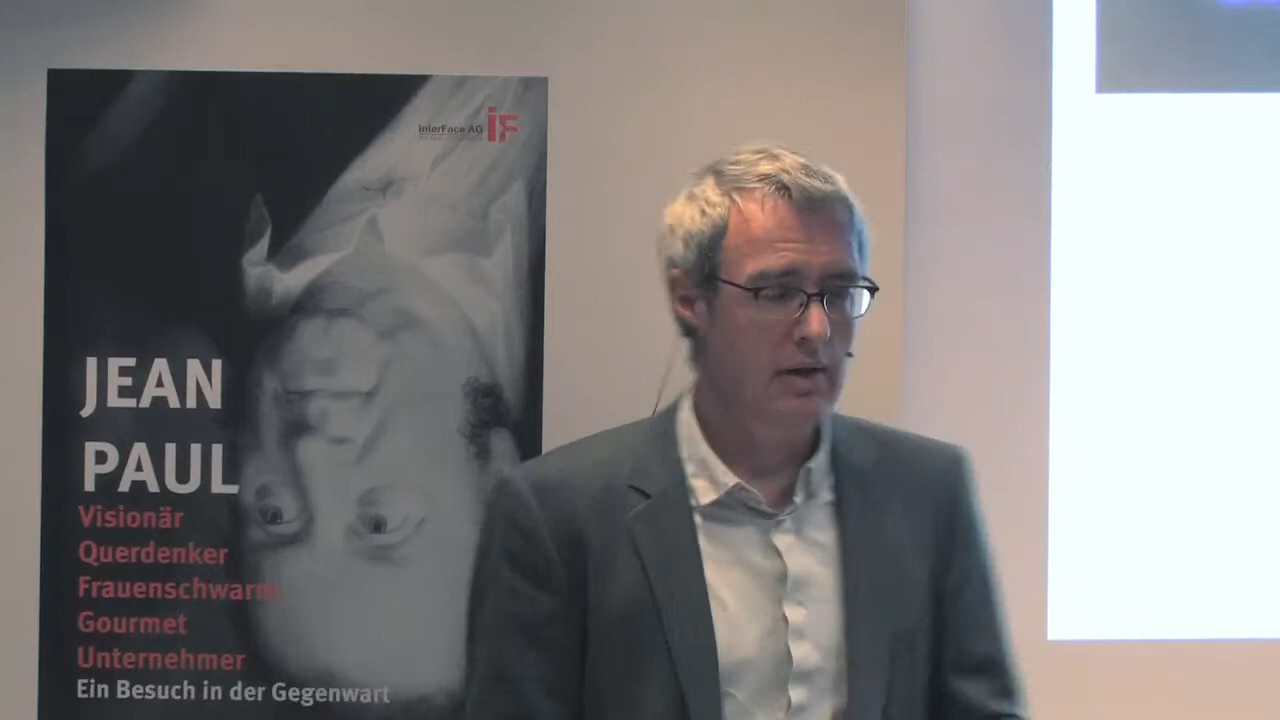 InterFace AG
iF
JEAN
PAUL
Visionär
Querdenker
Frauenschwarm
Gourmet
Unternehmer
Ein Besuch in der Gegenwart